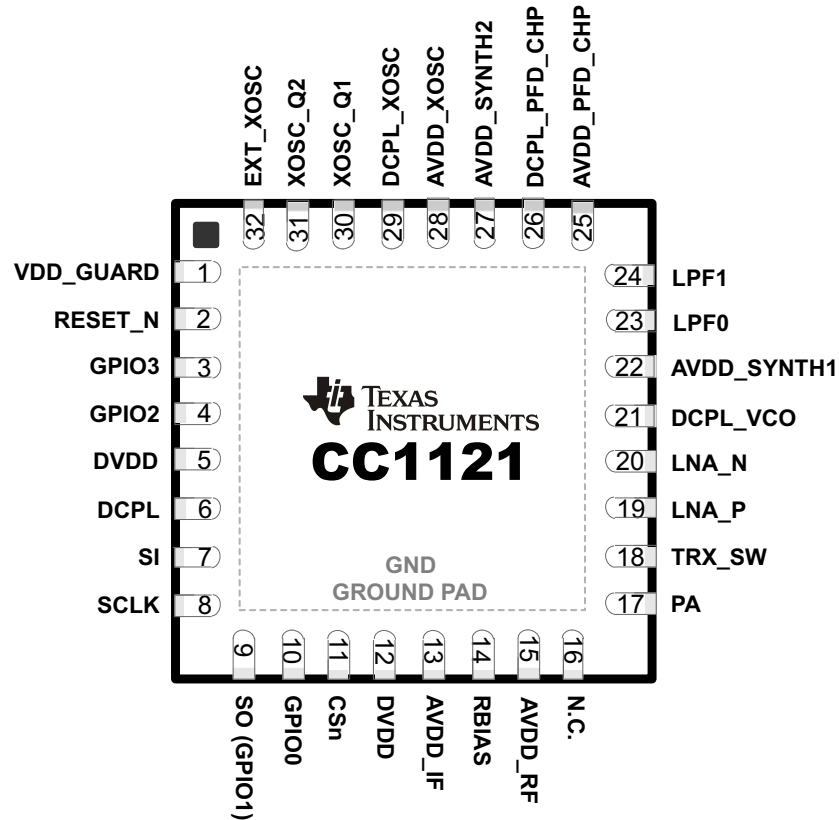 EXT_XOSC
XOSC_Q2
XOSC_Q1
DCPL_XOSC
AVDD_XOSC
AVDD_SYNTH2
DCPL_PFD_CHP
AVDD_PFD_CHP
32
31
30
29
28
27
26
25
VDD_GUARD 1
RESET_N 2
GPIO3 3
GPIO2 4
DVDD 5
DCPL 6
SI 7
SCLK 8
24 LPF1
23 LPF0
22 AVDD_SYNTH1
21 DCPL_VCO
20 LNA_N
19 LNA_P
18 TRX_SW
17 PA
TEXAS
INSTRUMENTS
CC1121
GND
GROUND PAD
9
10
11
12
13
14
15
16
SO (GPIO1)
GPIO0
CSn
DVDD
AVDD_IF
RBIAS
AVDD_RF
N.C.